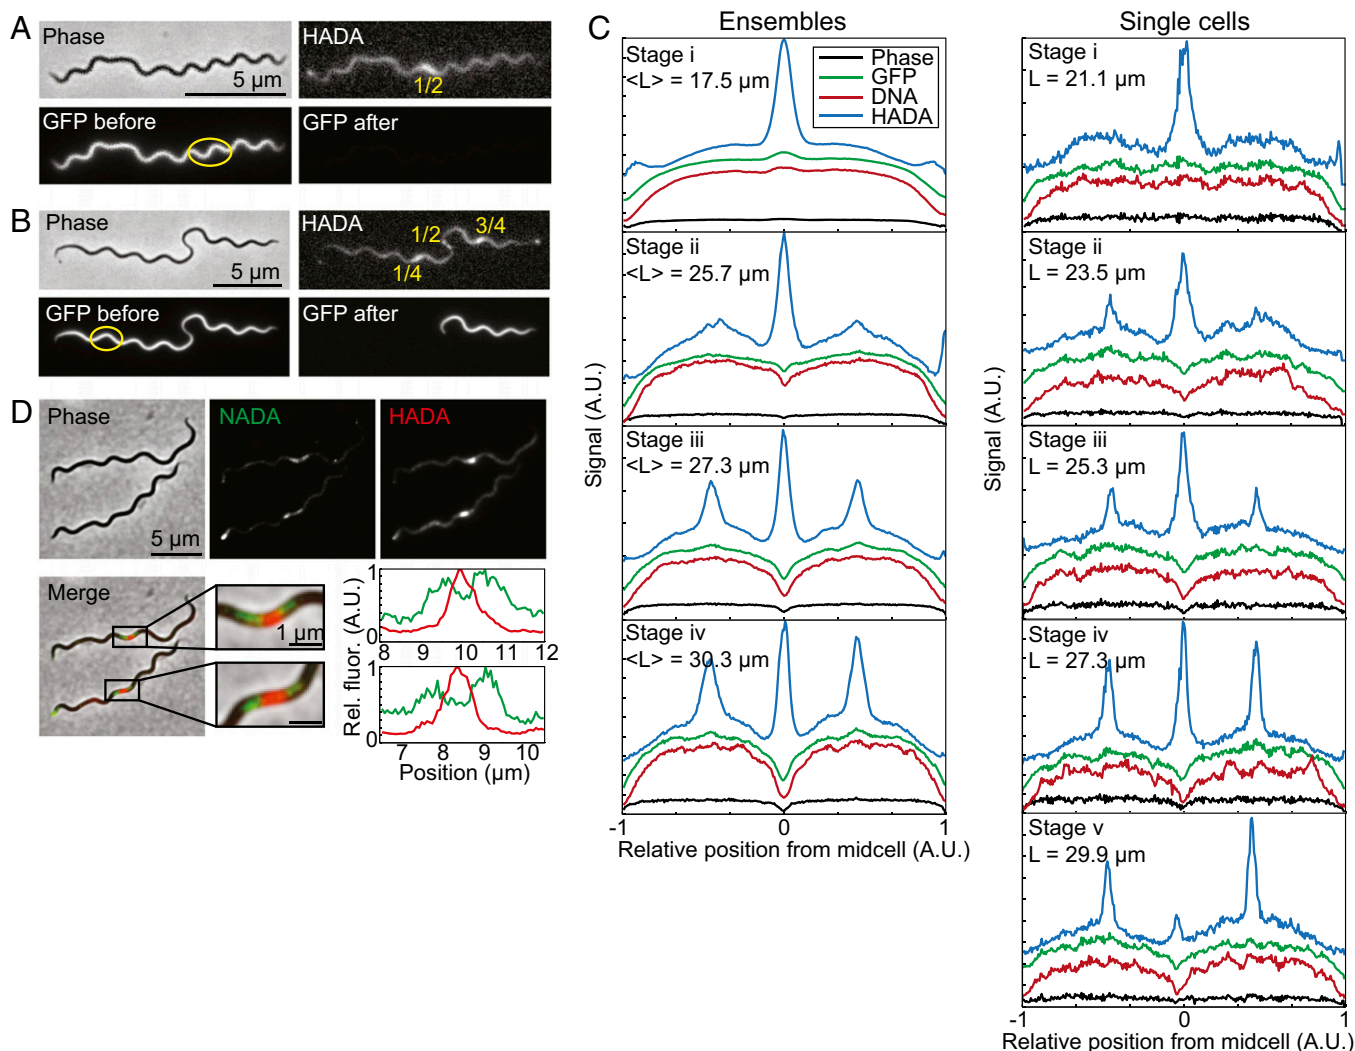 A
Phase
5 µm
HADA
1/2
GFP before
GFP after
B
Phase
5 µm
HADA
1/2
3/4
1/4
GFP before
GFP after
D
Phase
5 µm
NADA
HADA
Merge
1 µm
Rel. fluor. (A.U.)
1
0
8 9 10 11 12
1
0
7 8 9 10
Position (µm)
C
Ensembles
Single cells
Signal (A.U.)
Stage i
<L> = 17.5 µm
Phase
GFP
DNA
HADA
Stage ii
<L> = 25.7 µm
Stage iii
<L> = 27.3 µm
Stage iv
<L> = 30.3 µm
-1 0 1
Relative position from midcell (A.U.)
Signal (A.U.)
Stage i
L = 21.1 µm
Stage ii
L = 23.5 µm
Stage iii
L = 25.3 µm
Stage iv
L = 27.3 µm
Stage v
L = 29.9 µm
-1 0 1
Relative position from midcell (A.U.)